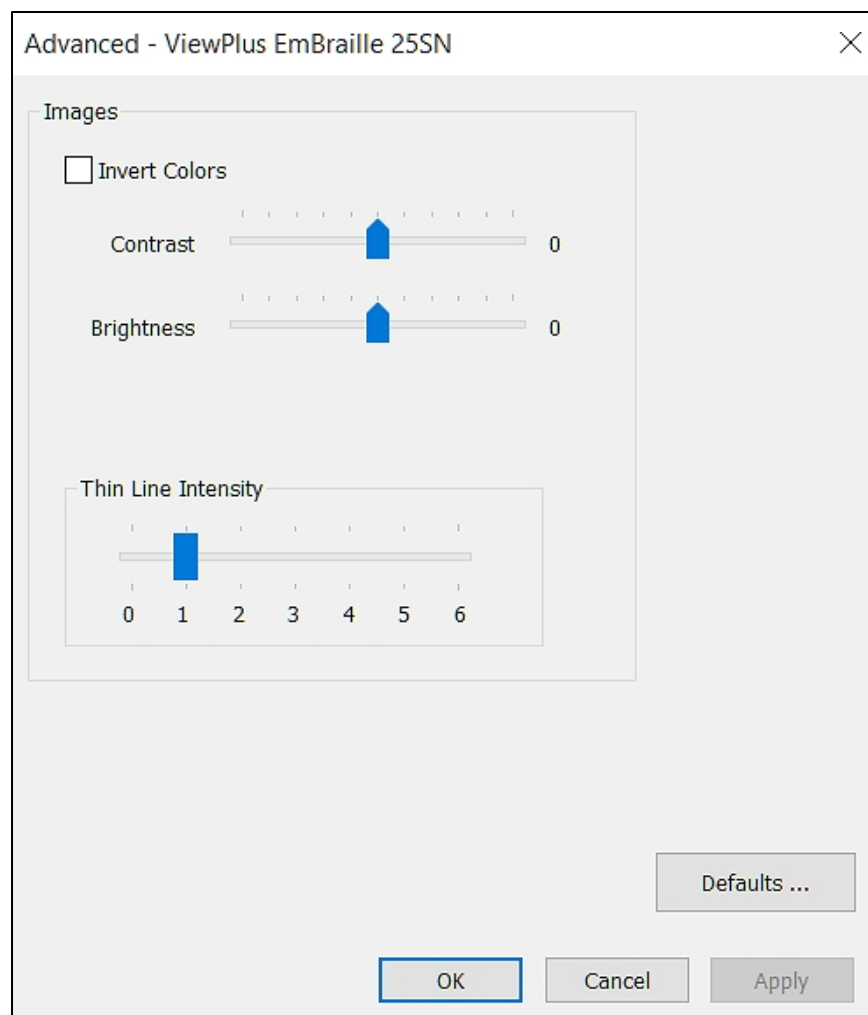 Advanced - ViewPlus EmBraille 25SN
Images
Invert Colors
Contrast 0
Brightness 0
Thin Line Intensity
0 1 2 3 4 5 6
Defaults ...
OK Cancel Apply